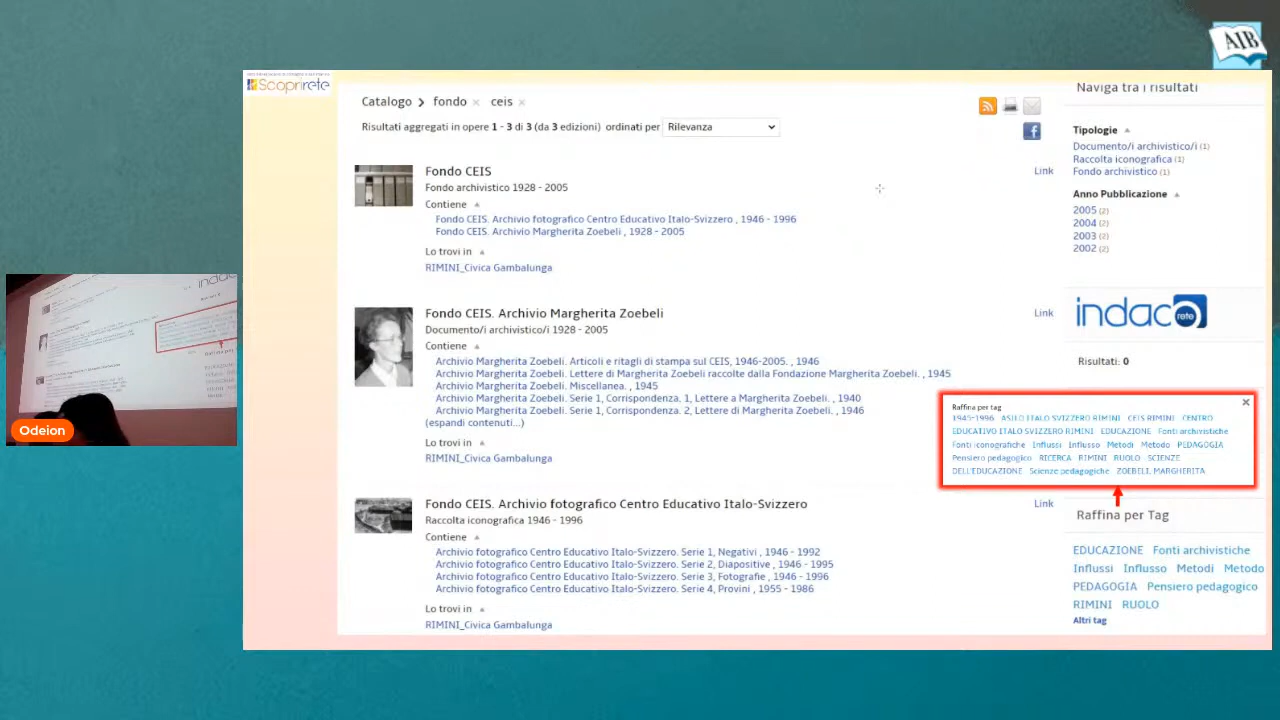 AIB
Scoprirete
Catalogo > fondo × ceis ×
Risultati aggregati in opere 1 - 3 di 3 (da 3 edizioni) ordinati per Rilevanza
Fondo CEIS
Link
Fondo archivistico 1928 - 2005
Contiene
Fondo CEIS. Archivio fotografico Centro Educativo Italo-Svizzero , 1946 - 1996
Fondo CEIS. Archivio Margherita Zoebeli , 1928 - 2005
Lo trovi in
RIMINI_Civica Gambalunga
Fondo CEIS. Archivio Margherita Zoebeli
Link
Documento/i archivistico/i 1928 - 2005
Contiene
Archivio Margherita Zoebeli. Articoli e ritagli di stampa sul CEIS, 1946-2005. , 1946
Archivio Margherita Zoebeli. Lettere di Margherita Zoebeli raccolte dalla Fondazione Margherita Zoebeli. , 1945
Archivio Margherita Zoebeli. Miscellanea. , 1945
Archivio Margherita Zoebeli. Serie 1, Corrispondenza. 1, Lettere a Margherita Zoebeli. , 1940
Archivio Margherita Zoebeli. Serie 1, Corrispondenza. 2, Lettere di Margherita Zoebeli , 1946
(espandi contenuti...)
Lo trovi in
RIMINI_Civica Gambalunga
Fondo CEIS. Archivio fotografico Centro Educativo Italo-Svizzero
Link
Raccolta iconografica 1946 - 1996
Contiene
Archivio fotografico Centro Educativo Italo-Svizzero. Serie 1, Negativi , 1946 - 1992
Archivio fotografico Centro Educativo Italo-Svizzero. Serie 2, Diapositive , 1946 - 1995
Archivio fotografico Centro Educativo Italo-Svizzero. Serie 3, Fotografie , 1946 - 1996
Archivio fotografico Centro Educativo Italo-Svizzero. Serie 4, Provini , 1955 - 1986
Lo trovi in
RIMINI_Civica Gambalunga
Naviga tra i risultati
Tipologie
Documento/i archivistico/i (1)
Raccolta iconografica (1)
Fondo archivistico (1)
Anno Pubblicazione
2005 (2)
2004 (2)
2003 (2)
2002 (2)
indaco rete
Risultati: 0
Raffina per tag
1945-1996 ASILO ITALO SVIZZERO RIMINI CEIS RIMINI CENTRO
EDUCATIVO ITALO SVIZZERO RIMINI EDUCAZIONE Fonti archivistiche
Fonti iconografiche Influssi Influsso Metodi Metodo PEDAGOGIA
Pensiero pedagogico RICERCA RIMINI RUOLO SCIENZE
DELL'EDUCAZIONE Scienze pedagogiche ZOEBELI, MARGHERITA
Raffina per Tag
EDUCAZIONE Fonti archivistiche
Influssi Influsso Metodi Metodo
PEDAGOGIA Pensiero pedagogico
RIMINI RUOLO
Altri tag
Odeion